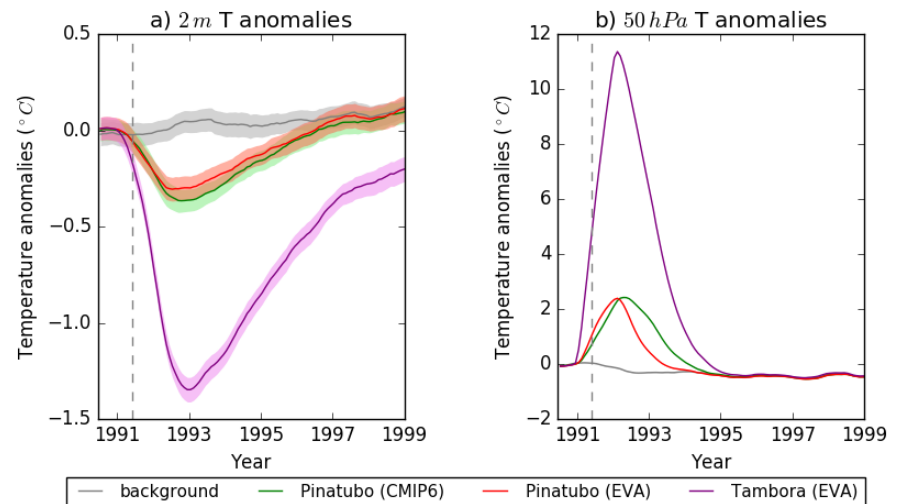 a) 2 m T anomalies
b) 50 hPa T anomalies
Temperature anomalies (°C)
0.5
0.0
−0.5
−1.0
−1.5
1991
1993
1995
1997
1999
Year
Temperature anomalies (°C)
12
10
8
6
4
2
0
−2
1991
1993
1995
1997
1999
Year
background
Pinatubo (CMIP6)
Pinatubo (EVA)
Tambora (EVA)